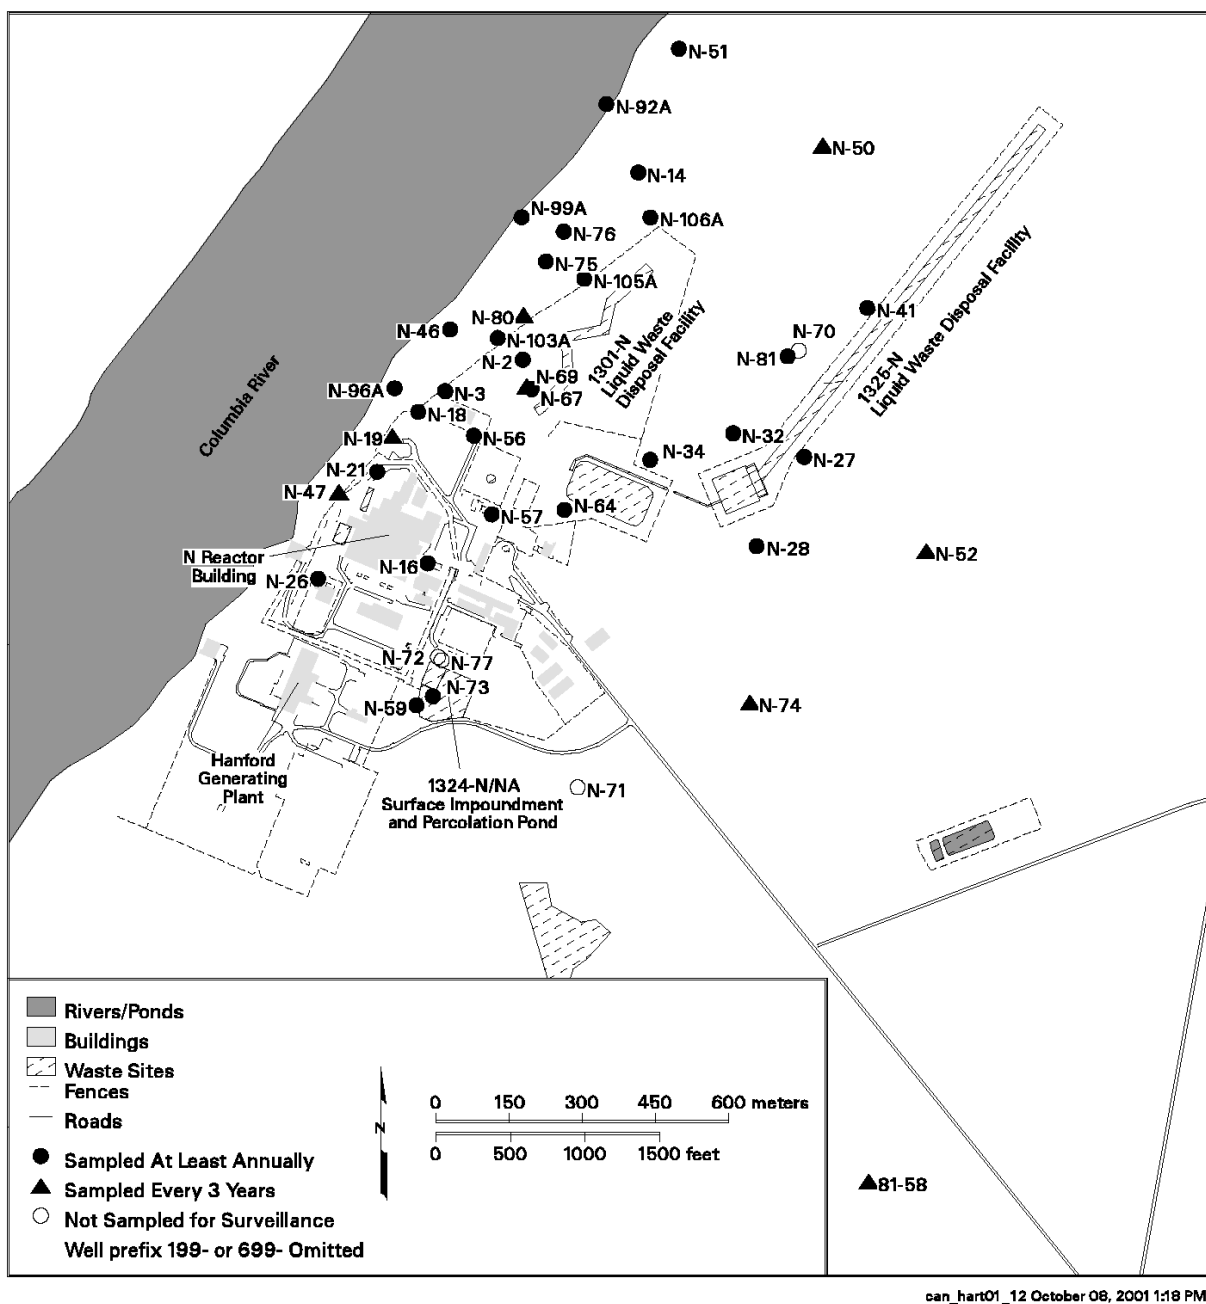 N-51
N-92A
N-50
N-14
N-99A
N-106A
N-76
N-75
N-105A
N-80
N-41
N-46
N-70
N-103A
N-81
N-2
1301-N
Liquid Waste
Disposal Facility
1325-N
Liquid Waste Disposal Facility
Columbia River
N-69
N-96A
N-3
N-67
N-18
N-19
N-56
N-32
N-34
N-27
N-21
N-47
N-64
N-57
N-28
N-52
N Reactor
Building
N-16
N-26
N-72
N-77
N-73
N-59
N-74
Hanford
Generating
Plant
1324-N/NA
Surface Impoundment
and Percolation Pond
N-71
Rivers/Ponds
Buildings
Waste Sites
Fences
Roads
Sampled At Least Annually
Sampled Every 3 Years
Not Sampled for Surveillance
Well prefix 199- or 699- Omitted
N
0 150 300 450 600 meters
0 500 1000 1500 feet
81-58
can_hart01_12 October 08, 2001 1:18 PM